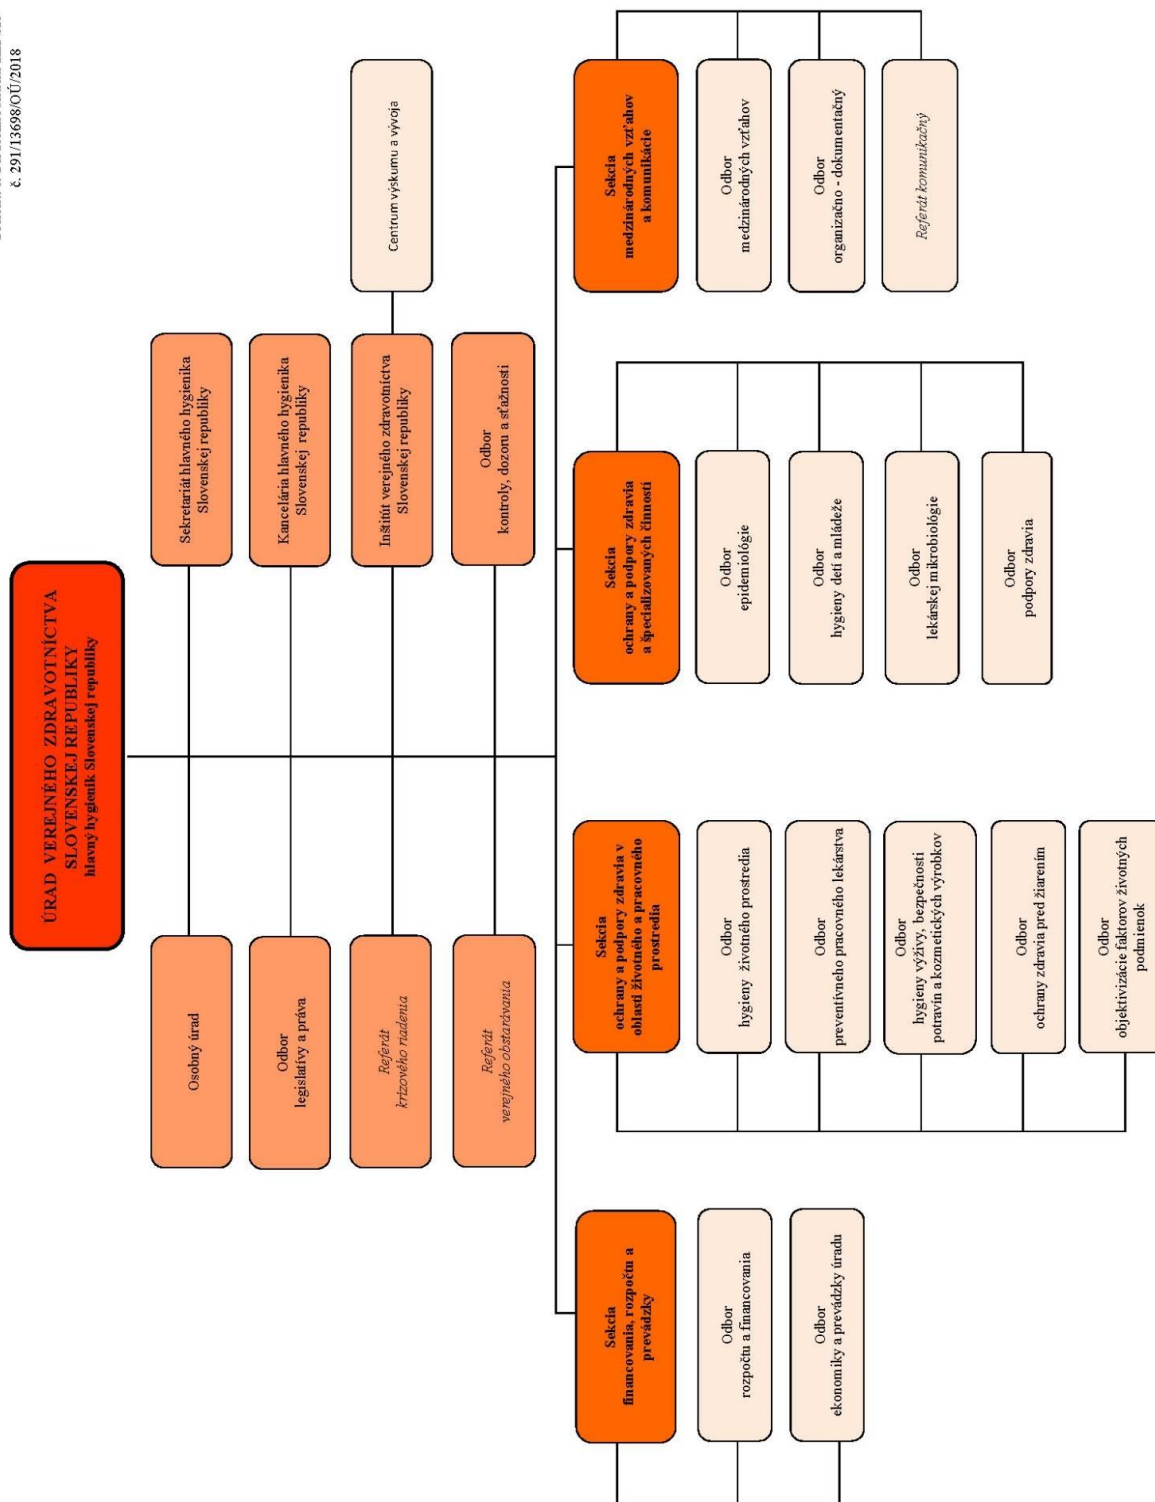 č. 291/13698/OÚ/2018
ÚRAD VEREJNÉHO ZDRAVOTNÍCTVA
SLOVENSKEJ REPUBLIKY
hlavný hygienik Slovenskej republiky
Osobný úrad
Sekretariát hlavného hygienika
Slovenskej republiky
Odbor
legislatívy a práva
Kancelária hlavného hygienika
Slovenskej republiky
Referát
krízového riadenia
Inštitút verejného zdravotníctva
Slovenskej republiky
Centrum výskumu a vývoja
Referát
verejného obstarávania
Odbor
kontroly, dozoru a sťažností
Sekcia
financovania, rozpočtu a
prevádzky
Odbor
rozpočtu a financovania
Odbor
ekonomiky a prevádzky úradu
Sekcia
ochrany a podpory zdravia v
oblasti životného a pracovného
prostredia
Odbor
hygieny životného prostredia
Odbor
preventívneho pracovného lekárstva
Odbor
hygieny výživy, bezpečnosti
potravín a kozmetických výrobkov
Odbor
ochrany zdravia pred žiarením
Odbor
objektivizácie faktorov životných
podmienok
Sekcia
ochrany a podpory zdravia
a špecializovaných činností
Odbor
epidemiológie
Odbor
hygieny detí a mládeže
Odbor
lekárskej mikrobiológie
Odbor
podpory zdravia
Sekcia
medzinárodných vzťahov
a komunikácie
Odbor
medzinárodných vzťahov
Odbor
organizačno - dokumentačný
Referát komunikačný